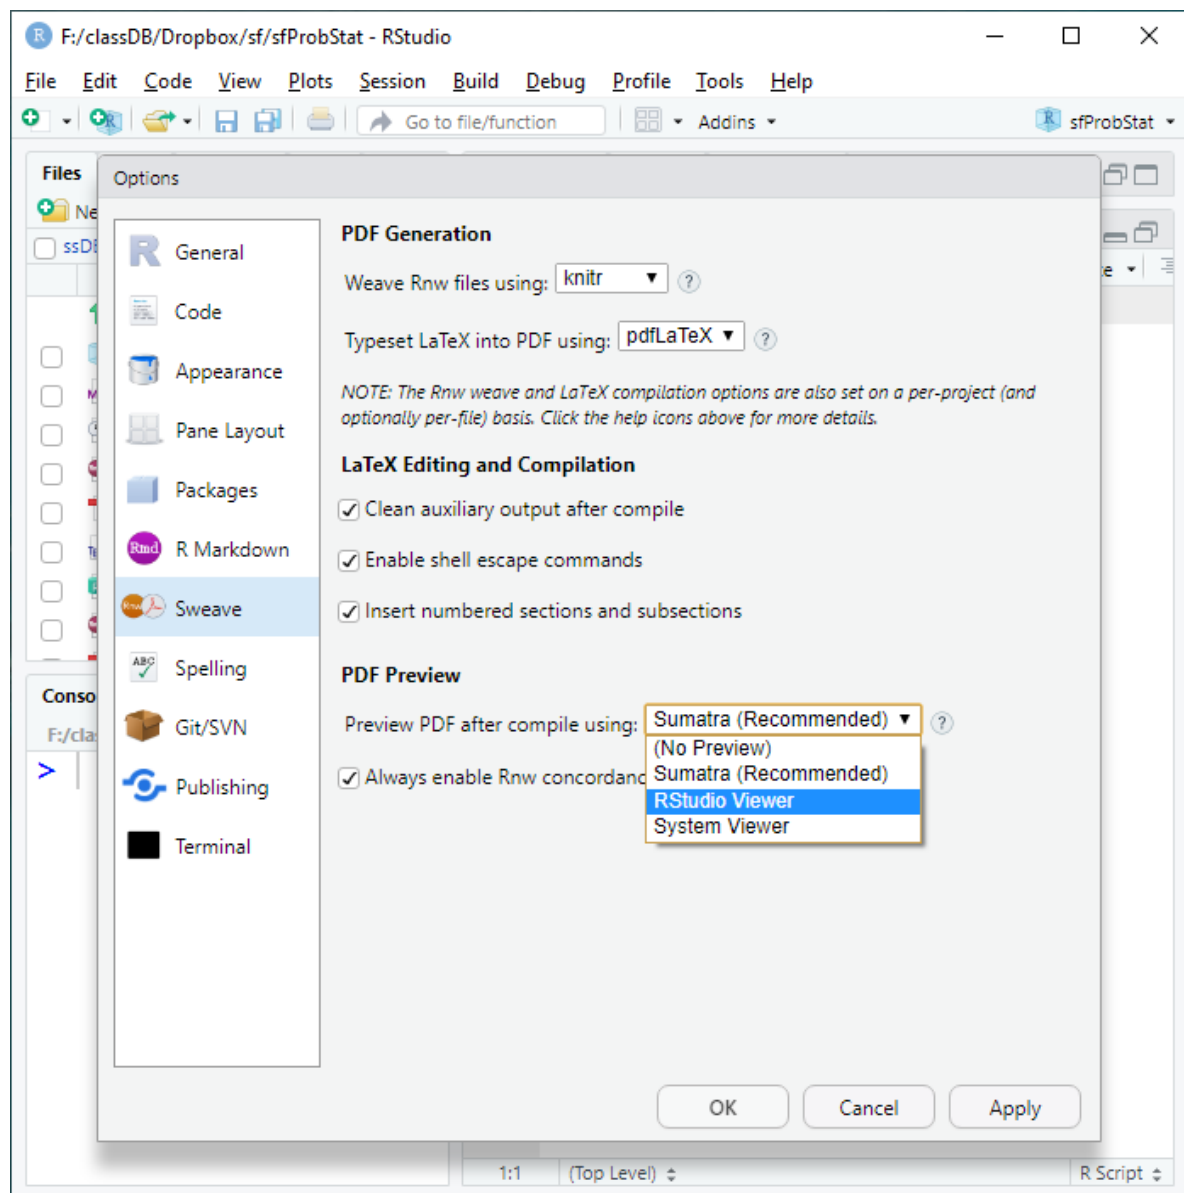 F:/classDB/Dropbox/sf/sfProbStat - RStudio
File Edit Code View Plots Session Build Debug Profile Tools Help
Go to file/function Addins sfProbStat
Files
Options
Ne
ssD
General
Code
Appearance
Pane Layout
Packages
R Markdown
Sweave
Spelling
Git/SVN
Publishing
Terminal
PDF Generation
Weave Rnw files using: knitr ?
Typeset LaTeX into PDF using: pdfLaTeX ?
NOTE: The Rnw weave and LaTeX compilation options are also set on a per-project (and
optionally per-file) basis. Click the help icons above for more details.
LaTeX Editing and Compilation
Clean auxiliary output after compile
Enable shell escape commands
Insert numbered sections and subsections
PDF Preview
Preview PDF after compile using: Sumatra (Recommended) ?
(No Preview)
Sumatra (Recommended)
RStudio Viewer
System Viewer
Always enable Rnw concordanc
Conso
F:/cla
>
OK Cancel Apply
1:1 (Top Level) R Script